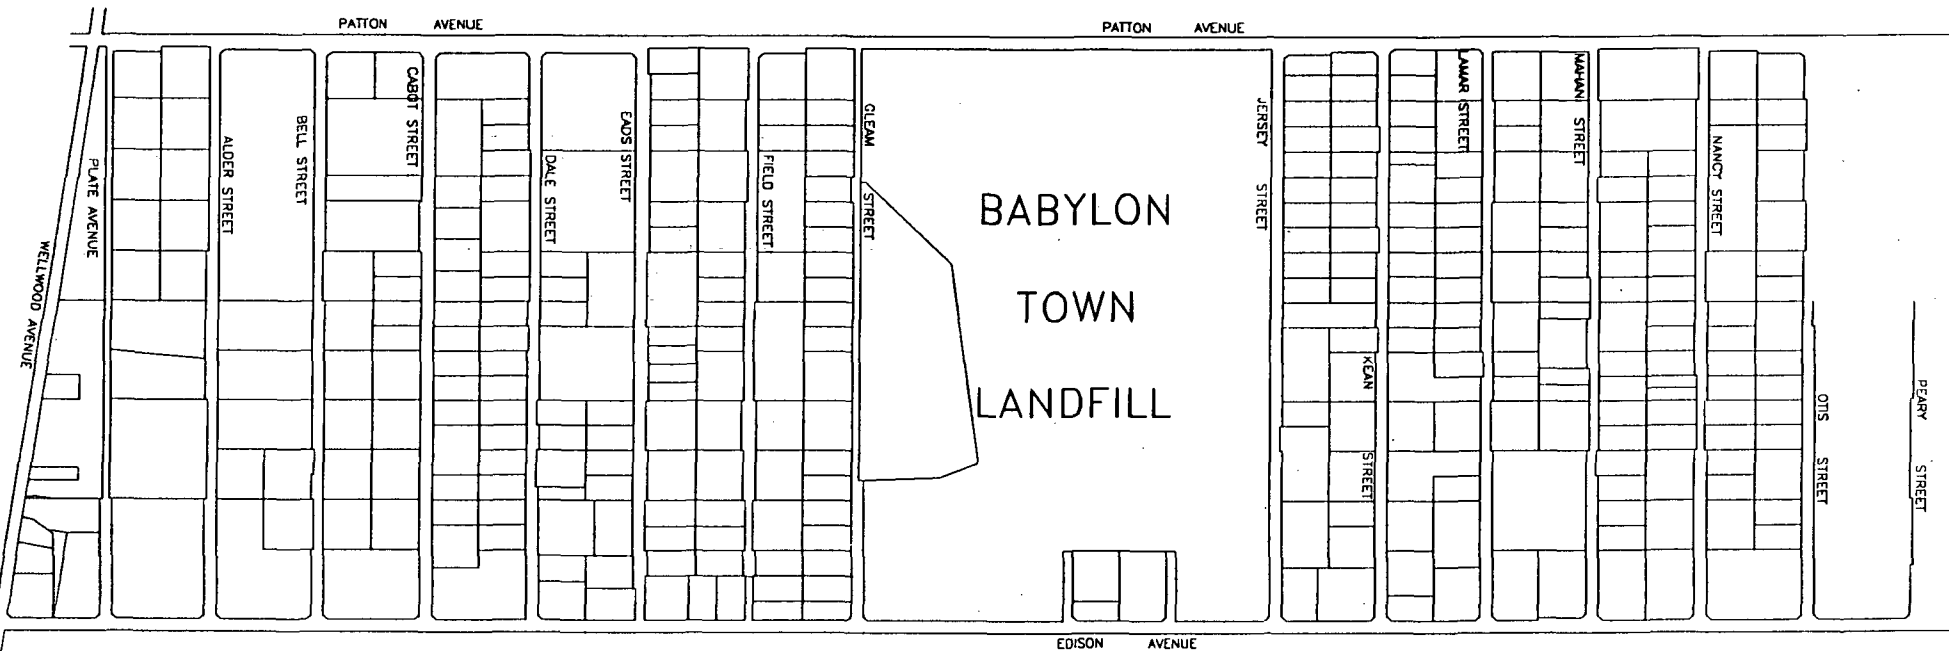 PATTON AVENUE
PATTON AVENUE
WELLWOOD AVENUE
PLATE AVENUE
ALDER STREET
BELL STREET
CABOT STREET
DALE STREET
EADS STREET
FIELD STREET
GLEAM STREET
BABYLON
TOWN
LANDFILL
JERSEY STREET
KEAN STREET
LAMAR STREET
MAHAN STREET
NANCY STREET
OTIS STREET
PEARY STREET
EDISON AVENUE